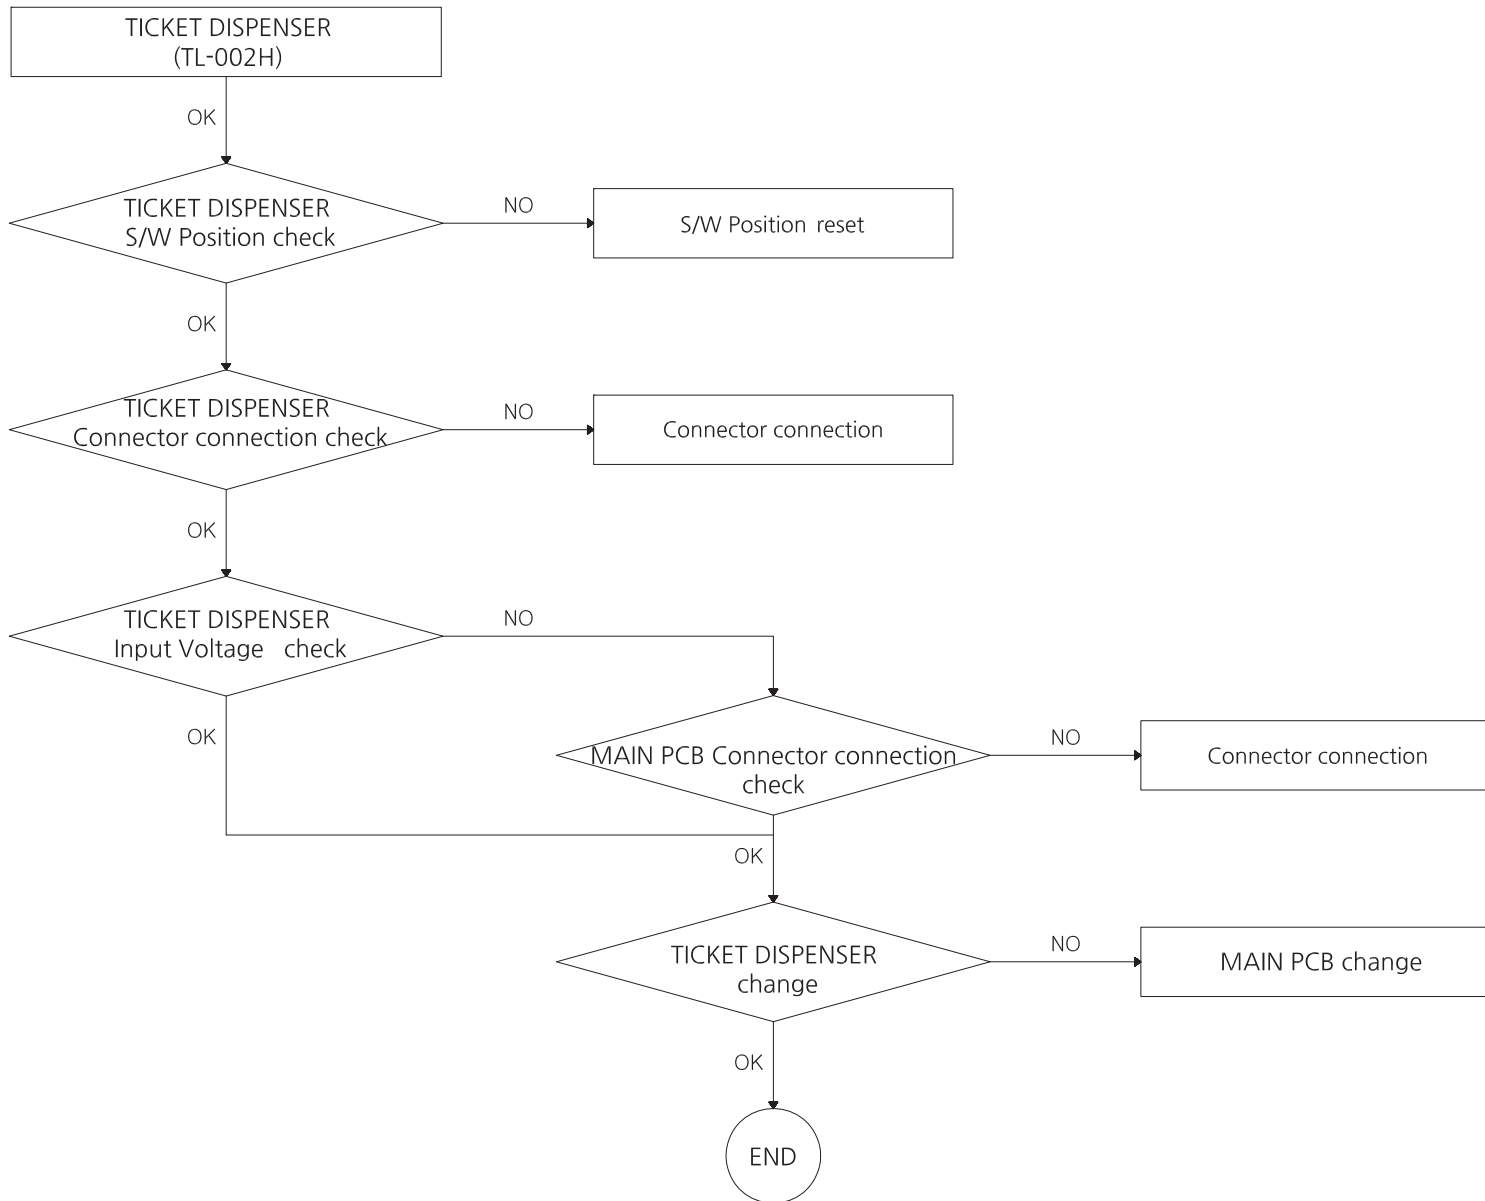 TICKET DISPENSER
(TL-002H)
OK
TICKET DISPENSER
S/W Position check
NO
S/W Position reset
OK
TICKET DISPENSER
Connector connection check
NO
Connector connection
OK
TICKET DISPENSER
Input Voltage check
NO
OK
MAIN PCB Connector connection
check
NO
Connector connection
OK
TICKET DISPENSER
change
NO
MAIN PCB change
OK
END